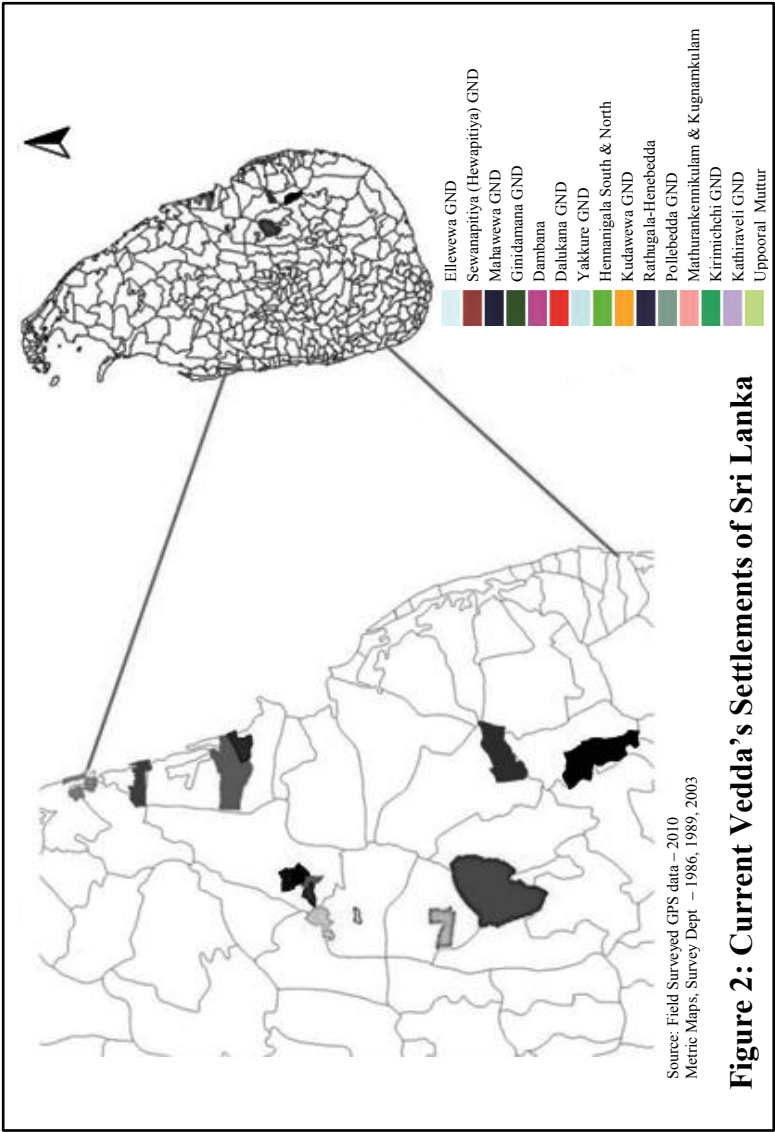 Ellewewa GND
Sewanapitiya (Hewapitiya) GND
Mahawewa GND
Ginidamana GND
Dambana
Dalukana GND
Yakkure GND
Hennanigala South & North
Kudawewa GND
Rathugala-Henebedda
Pollebedda GND
Mathurankennikulam & Kugnamkulam
Kirimichchi GND
Kathiraveli GND
Uppooral Muttur
Source: Field Surveyed GPS data – 2010
Metric Maps, Survey Dept – 1986, 1989, 2003
Figure 2: Current Vedda’s Settlements of Sri Lanka